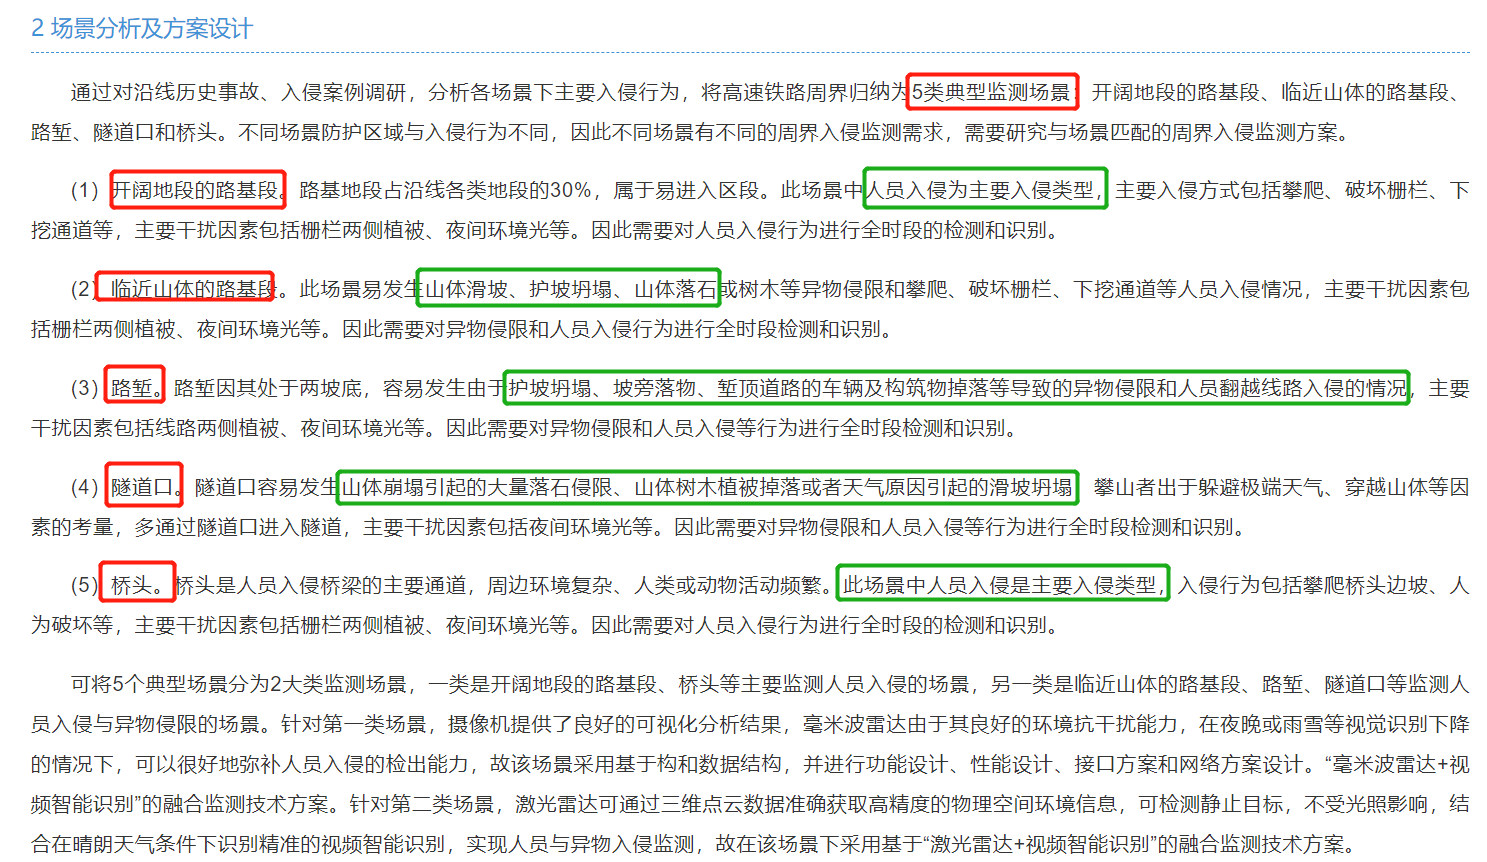 2 场景分析及方案设计
通过对沿线历史事故、入侵案例调研，分析各场景下主要入侵行为，将高速铁路周界归纳为5类典型监测场景：开阔地段的路基段、临近山体的路基段、
路堑、隧道口和桥头。不同场景防护区域与入侵行为不同，因此不同场景有不同的周界入侵监测需求，需要研究与场景匹配的周界入侵监测方案。
(1) 开阔地段的路基段。路基地段占沿线各类地段的30%，属于易进入区段。此场景中人员入侵为主要入侵类型，主要入侵方式包括攀爬、破坏栅栏、下
挖通道等，主要干扰因素包括栅栏两侧植被、夜间环境光等。因此需要对人员入侵行为进行全时段的检测和识别。
(2) 临近山体的路基段。此场景易发生山体滑坡、护坡坍塌、山体落石或树木等异物侵限和攀爬、破坏栅栏、下挖通道等人员入侵情况，主要干扰因素包
括栅栏两侧植被、夜间环境光等。因此需要对异物侵限和人员入侵行为进行全时段检测和识别。
(3) 路堑。路堑因其处于两坡底，容易发生由于护坡坍塌、坡旁落物、堑顶道路的车辆及构筑物掉落等导致的异物侵限和人员翻越线路入侵的情况，主要
干扰因素包括线路两侧植被、夜间环境光等。因此需要对异物侵限和人员入侵等行为进行全时段检测和识别。
(4) 隧道口。隧道口容易发生山体崩塌引起的大量落石侵限、山体树木植被掉落或者天气原因引起的滑坡坍塌 攀山者出于躲避极端天气、穿越山体等因
素的考量，多通过隧道口进入隧道，主要干扰因素包括夜间环境光等。因此需要对异物侵限和人员入侵等行为进行全时段检测和识别。
(5) 桥头。桥头是人员入侵桥梁的主要通道，周边环境复杂、人类或动物活动频繁。此场景中人员入侵是主要入侵类型，入侵行为包括攀爬桥头边坡、人
为破坏等，主要干扰因素包括栅栏两侧植被、夜间环境光等。因此需要对人员入侵行为进行全时段的检测和识别。
可将5个典型场景分为2大类监测场景，一类是开阔地段的路基段、桥头等主要监测人员入侵的场景，另一类是临近山体的路基段、路堑、隧道口等监测人
员入侵与异物侵限的场景。针对第一类场景，摄像机提供了良好的可视化分析结果，毫米波雷达由于其良好的环境抗干扰能力，在夜晚或雨雪等视觉识别下降
的情况下，可以很好地弥补人员入侵的检出能力，故该场景采用基于构和数据结构，并进行功能设计、性能设计、接口方案和网络方案设计。“毫米波雷达+视
频智能识别”的融合监测技术方案。针对第二类场景，激光雷达可通过三维点云数据准确获取高精度的物理空间环境信息，可检测静止目标，不受光照影响，结
合在晴朗天气条件下识别精准的视频智能识别，实现人员与异物入侵监测，故在该场景下采用基于“激光雷达+视频智能识别”的融合监测技术方案。